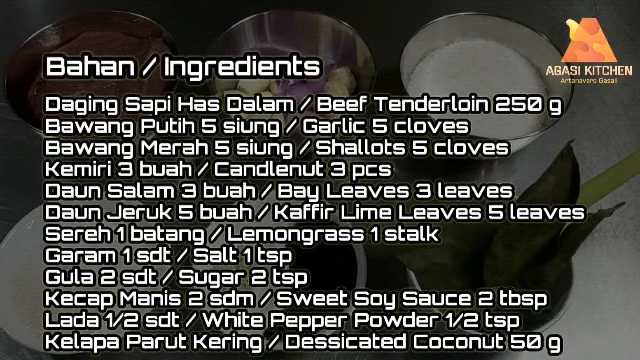 AGASI KITCHEN
Artanavaro Gasali
Bahan / Ingredients
Daging Sapi Has Dalam / Beef Tenderloin 250 g
Bawang Putih 5 siung / Garlic 5 cloves
Bawang Merah 5 siung / Shallots 5 cloves
Kemiri 3 buah / Candlenut 3 pcs
Daun Salam 3 buah / Bay Leaves 3 leaves
Daun Jeruk 5 buah / Kaffir Lime Leaves 5 leaves
Sereh 1 batang / Lemongrass 1 stalk
Garam 1 sdt / Salt 1 tsp
Gula 2 sdt / Sugar 2 tsp
Kecap Manis 2 sdm / Sweet Soy Sauce 2 tbsp
Lada 1/2 sdt / White Pepper Powder 1/2 tsp
Kelapa Parut Kering / Dessicated Coconut 50 g